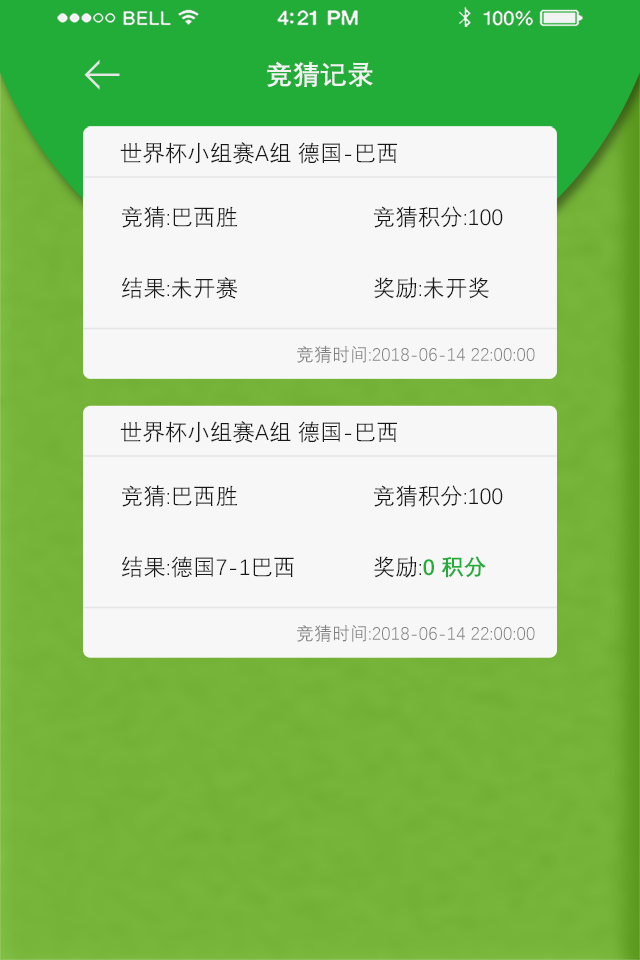 BELL 4:21 PM 100%
竞猜记录
世界杯小组赛A组 德国-巴西
竞猜:巴西胜 竞猜积分:100
结果:未开赛 奖励:未开奖
竞猜时间:2018-06-14 22:00:00
世界杯小组赛A组 德国-巴西
竞猜:巴西胜 竞猜积分:100
结果:德国7-1巴西 奖励:0 积分
竞猜时间:2018-06-14 22:00:00